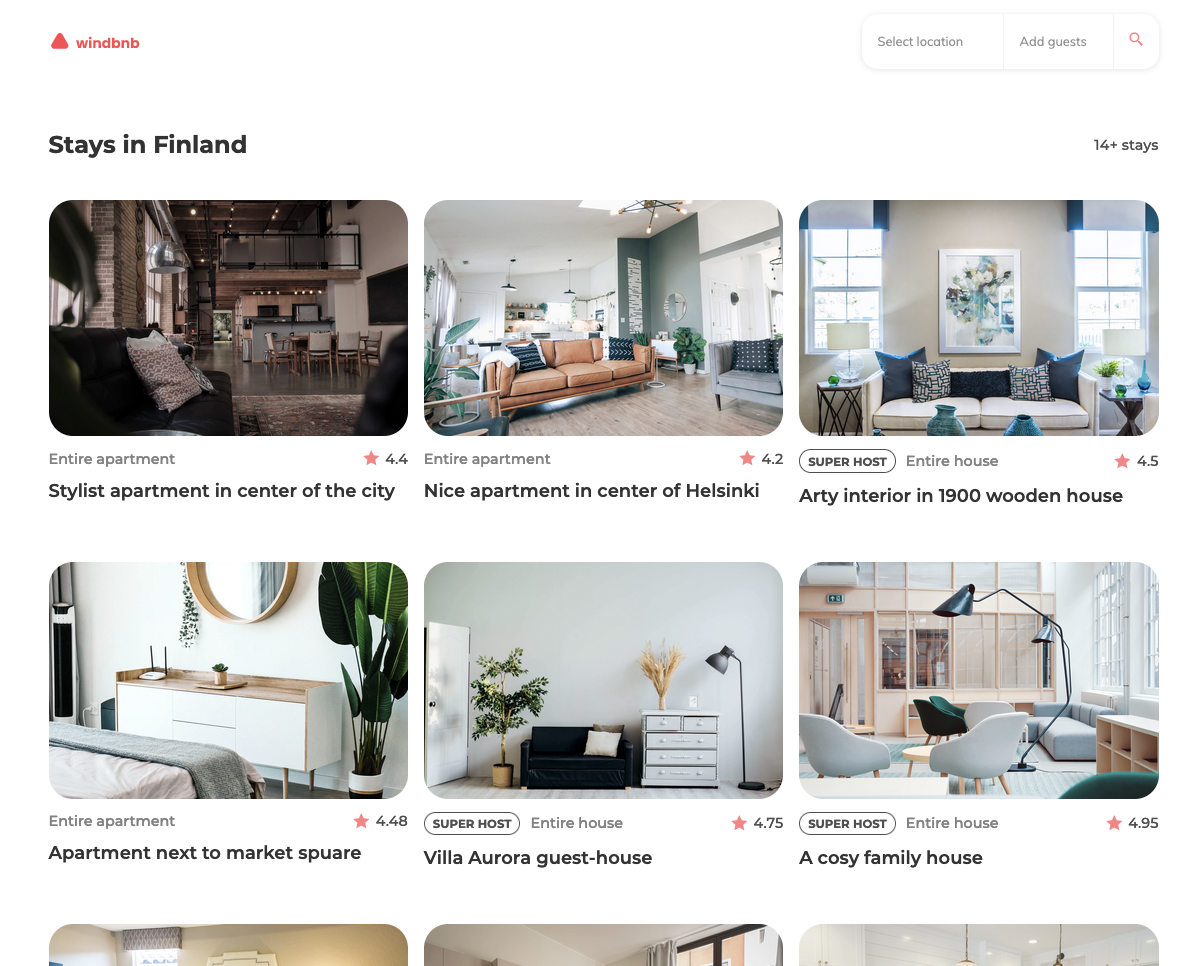 windbnb
Select location
Add guests
Stays in Finland
14+ stays
Entire apartment 4.4
Stylist apartment in center of the city
Entire apartment 4.2
Nice apartment in center of Helsinki
SUPER HOST Entire house 4.5
Arty interior in 1900 wooden house
Entire apartment 4.48
Apartment next to market spuare
SUPER HOST Entire house 4.75
Villa Aurora guest-house
SUPER HOST Entire house 4.95
A cosy family house